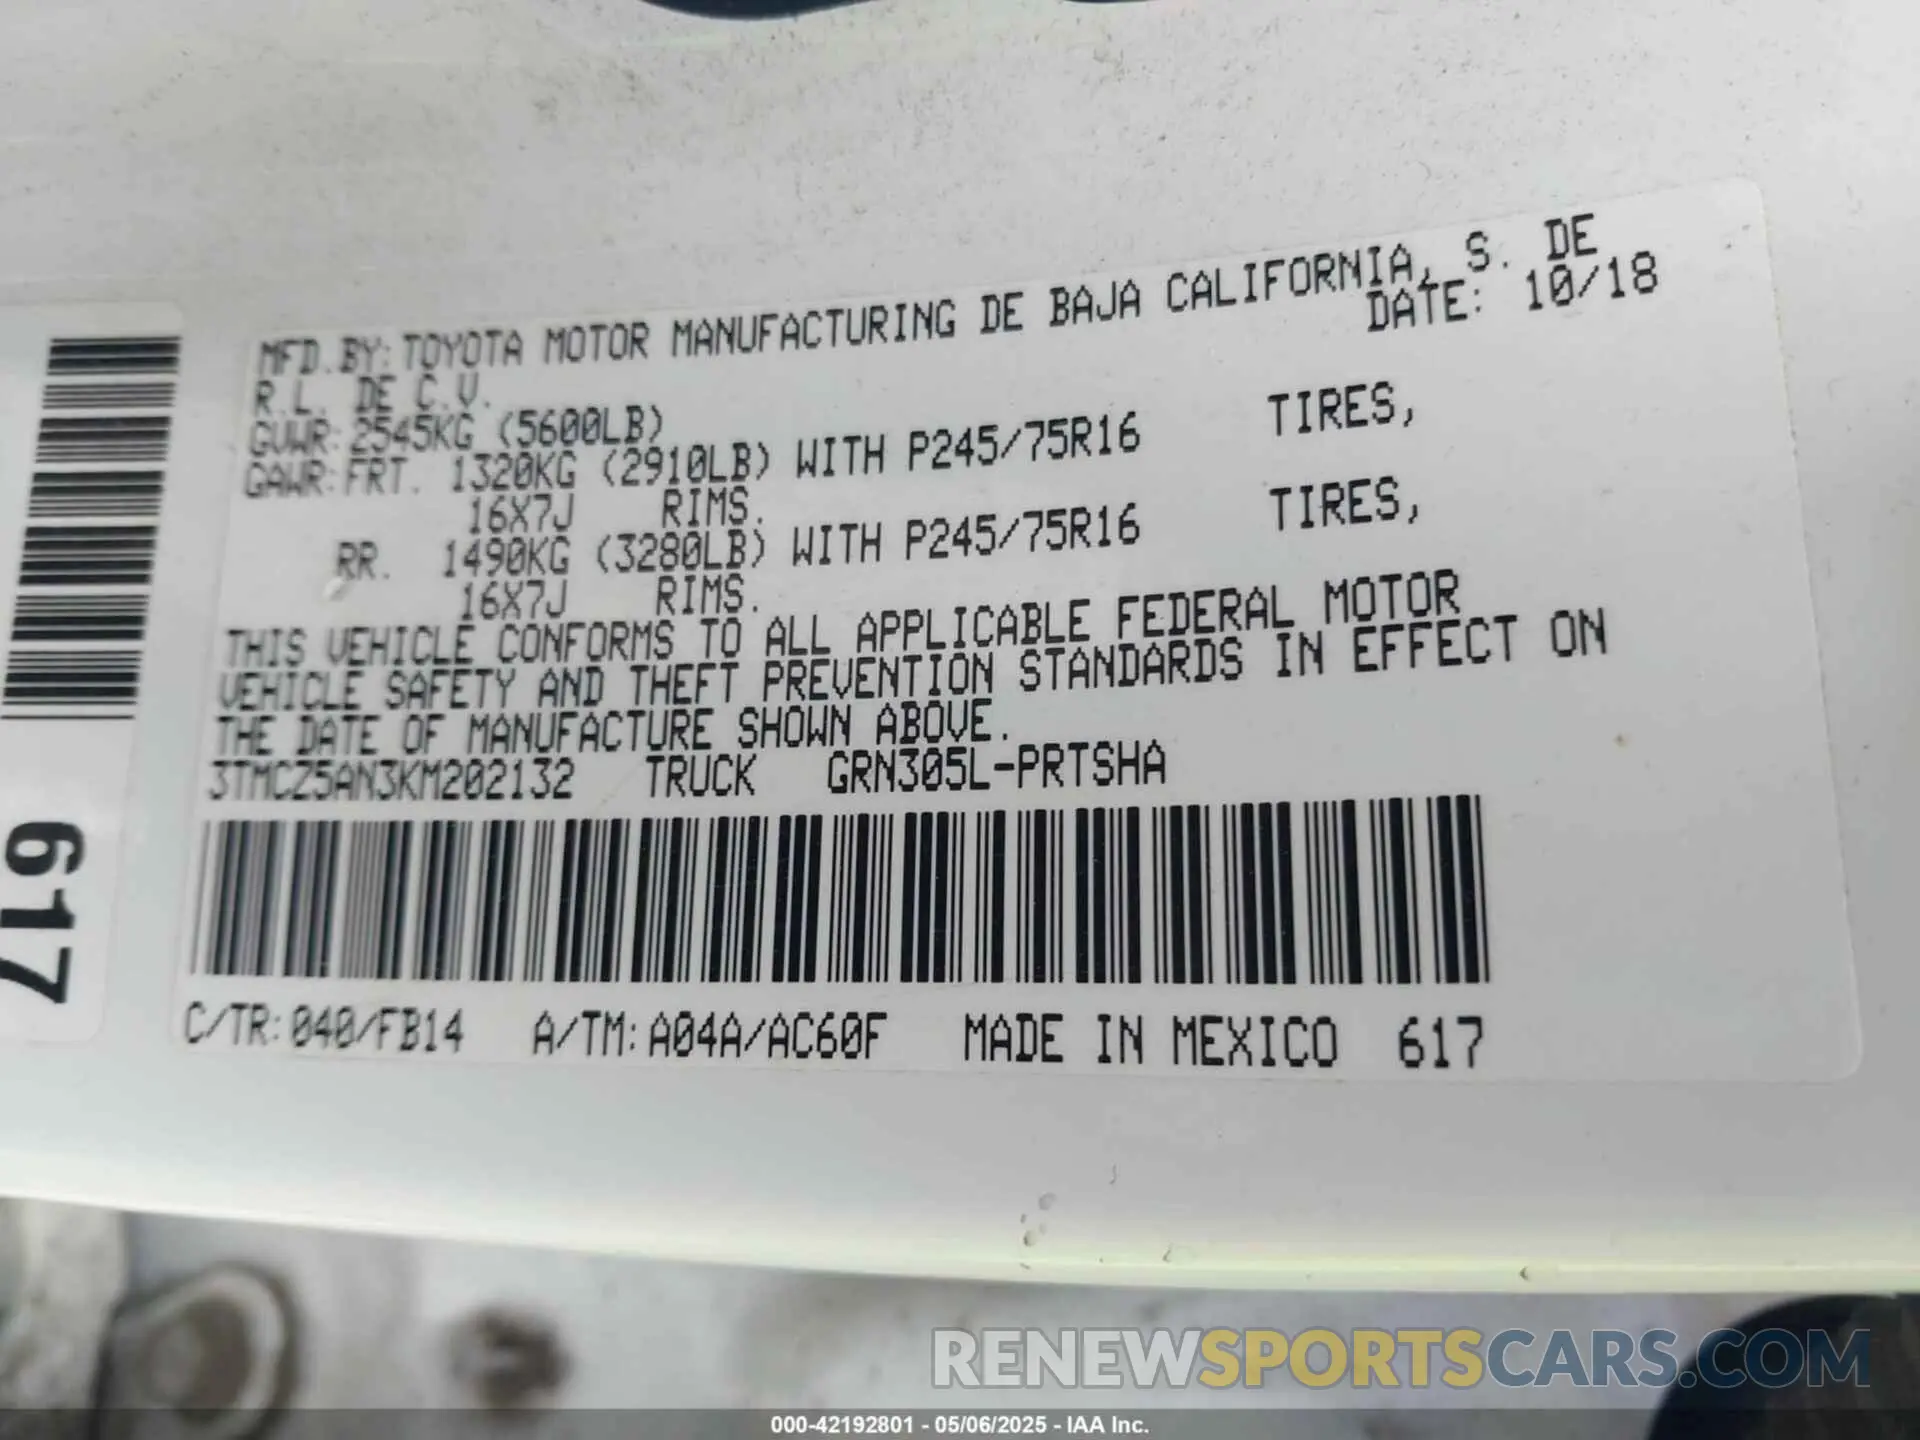 MFD.BY:TOYOTA MOTOR MANUFACTURING DE BAJA CALIFORNIA, S. DE
R.L. DE C.V. DATE: 10/18
GVWR:2545KG (5600LB)
GAWR:FRT. 1320KG (2910LB) WITH P245/75R16 TIRES,
16X7J RIMS.
RR. 1490KG (3280LB) WITH P245/75R16 TIRES,
16X7J RIMS.
THIS VEHICLE CONFORMS TO ALL APPLICABLE FEDERAL MOTOR
VEHICLE SAFETY AND THEFT PREVENTION STANDARDS IN EFFECT ON
THE DATE OF MANUFACTURE SHOWN ABOVE.
3TMCZ5AN3KM202132 TRUCK GRN305L-PRTSHA
C/TR:040/FB14 A/TM:A04A/AC60F MADE IN MEXICO 617
617
RENEWSPORTSCARS.COM
000-42192801 - 05/06/2025 - IAA Inc.